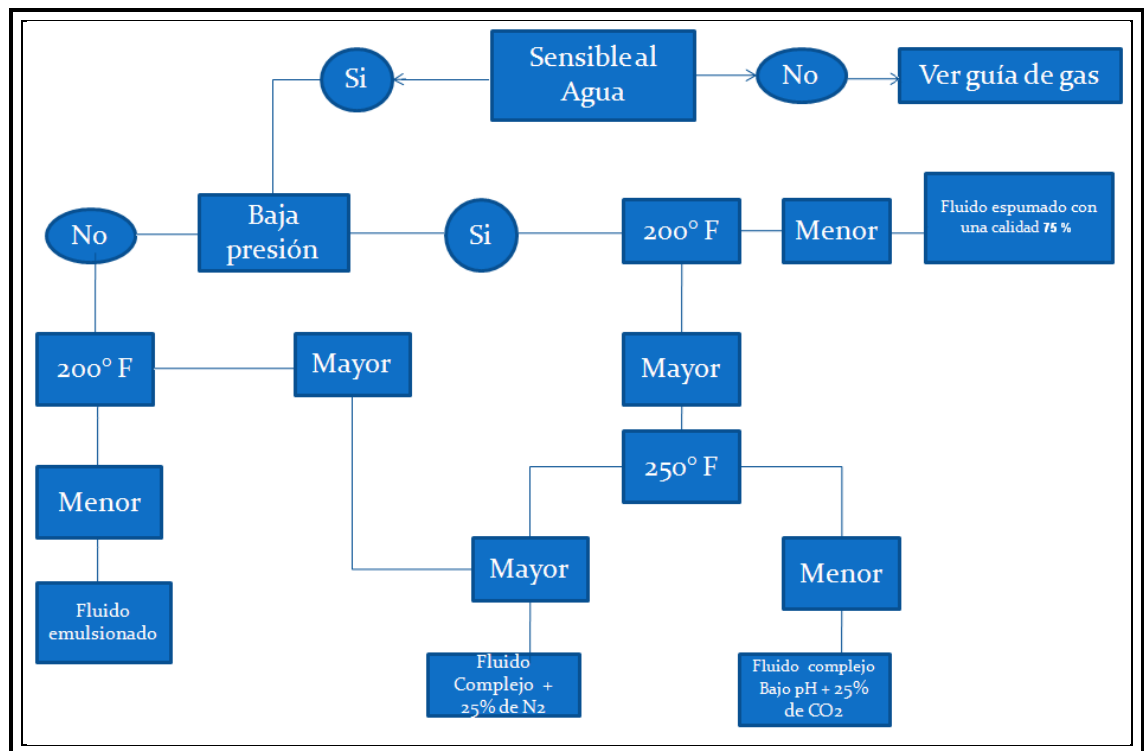 Sensible al
Agua
Si
No
Ver guía de gas
Baja
presión
No
Si
200° F
Menor
Fluido espumado con
una calidad 75 %
200° F
Mayor
Mayor
250° F
Menor
Mayor
Menor
Fluido
emulsionado
Fluido
Complejo +
25% de N2
Fluido complejo
Bajo pH + 25%
de CO2